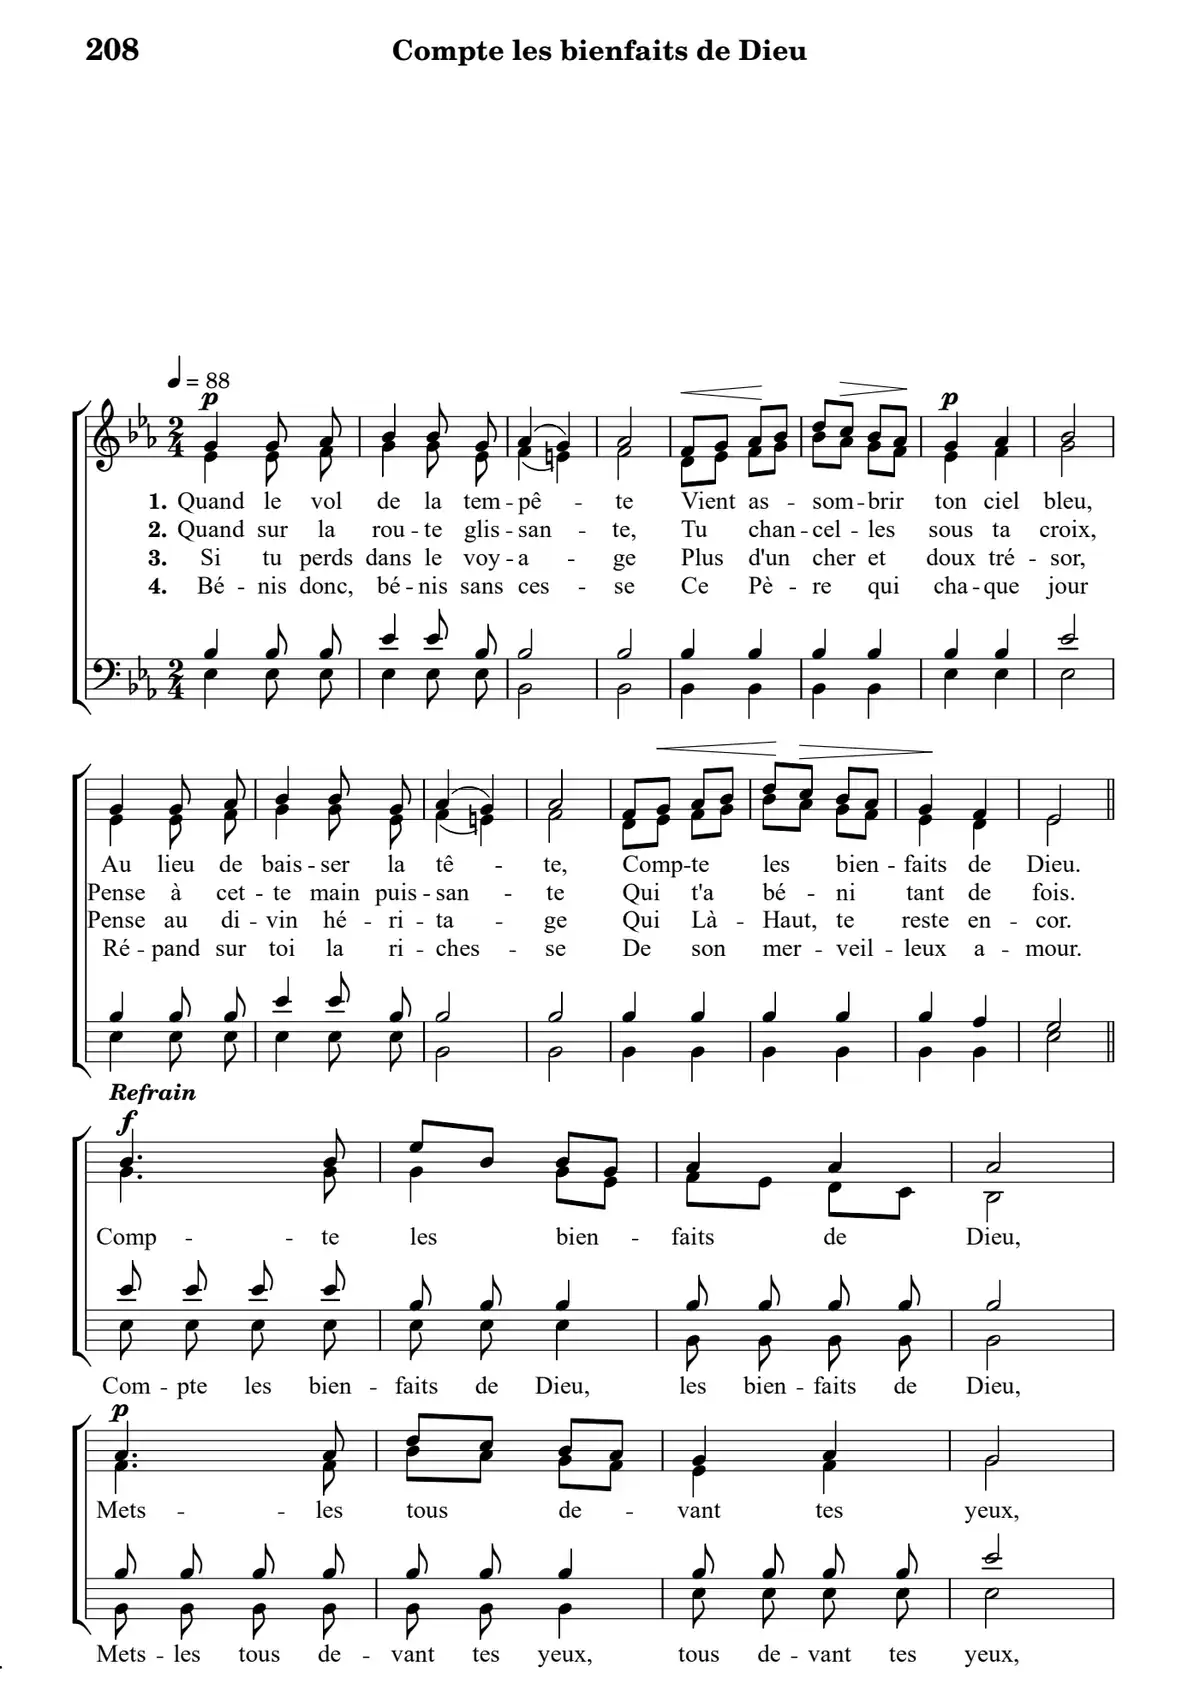 208 Compte les bienfaits de Dieu
= 88
p p
1. Quand le vol de la tem - pê - te Vient as - som - brir ton ciel bleu,
2. Quand sur la rou - te glis - san - te, Tu chan - cel - les sous ta croix,
3. Si tu perds dans le voy - a - ge Plus d'un cher et doux tré - sor,
4. Bé - nis donc, bé - nis sans ces - se Ce Pè - re qui cha - que jour
Au lieu de bais - ser la tê - te, Comp - te les bien - faits de Dieu.
Pense à cet - te main puis - san - te Qui t'a bé - ni tant de fois.
Pense au di - vin hé - ri - ta - ge Qui Là - Haut, te reste en - cor.
Ré - pand sur toi la ri - ches - se De son mer - veil - leux a - mour.
Refrain
f
Comp - - te les bien - faits de Dieu,
Com - pte les bien - faits de Dieu, les bien - faits de Dieu,
p
Mets - - les tous de - vant tes yeux,
Mets - les tous de - vant tes yeux, tous de - vant tes yeux,